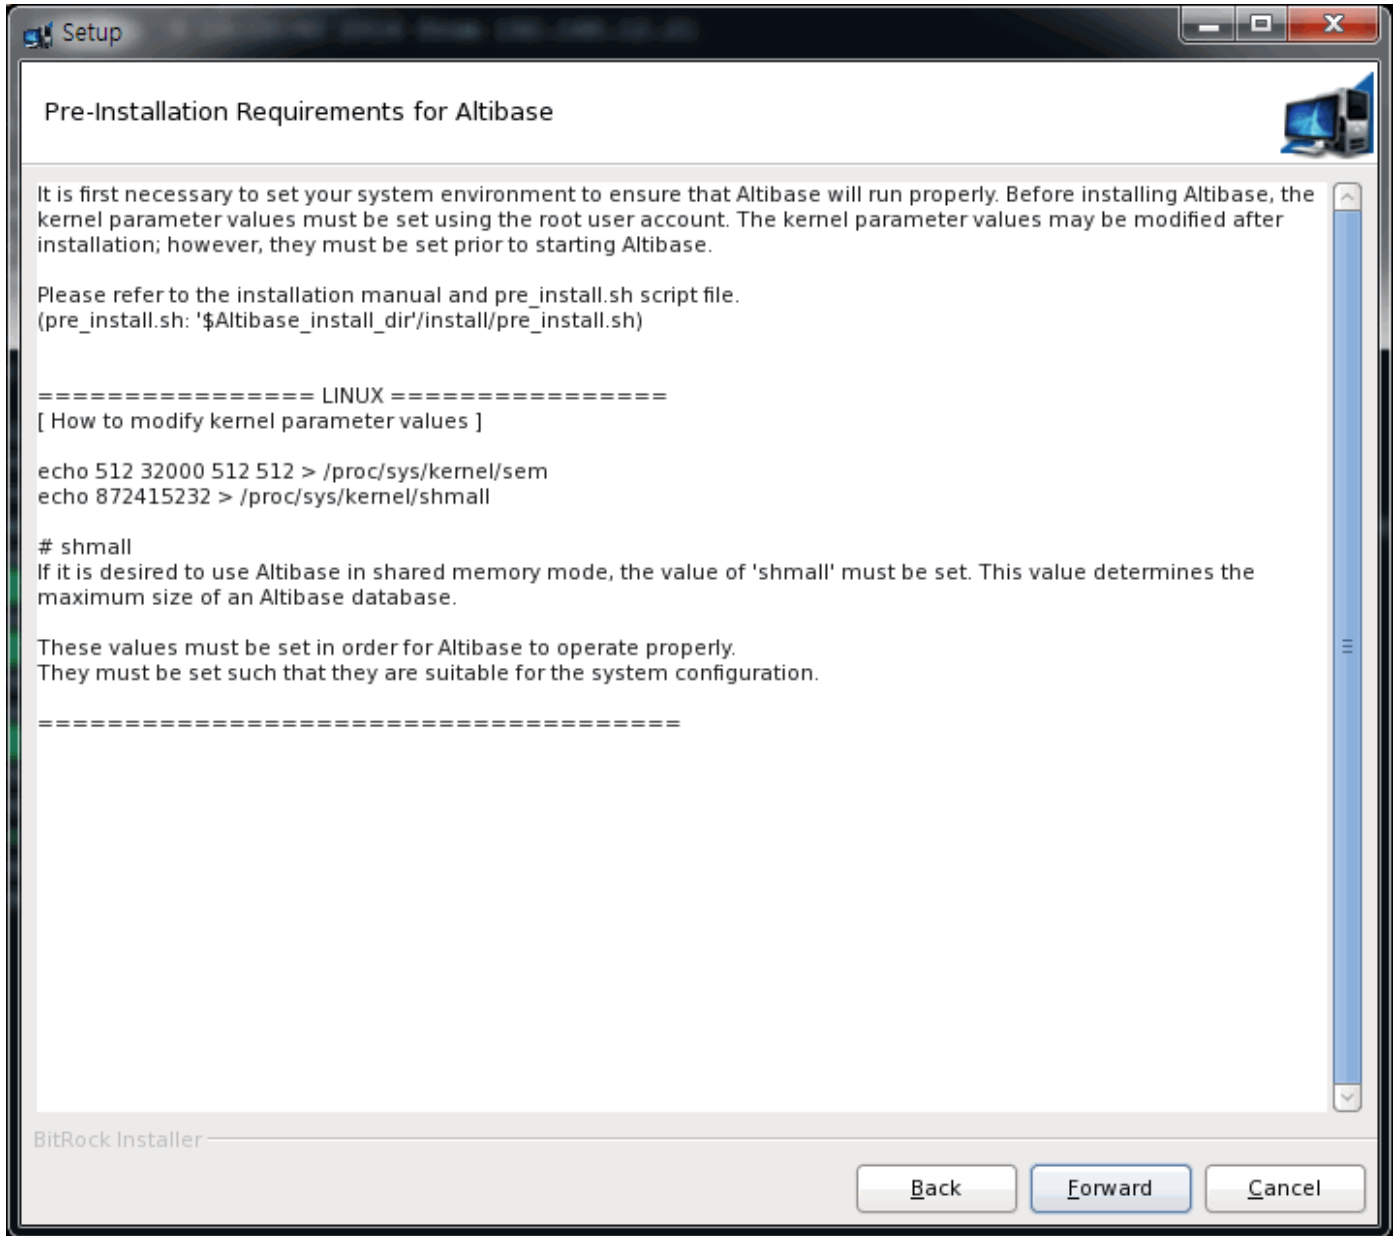 Setup
Pre-Installation Requirements for Altibase
It is first necessary to set your system environment to ensure that Altibase will run properly. Before installing Altibase, the
kernel parameter values must be set using the root user account. The kernel parameter values may be modified after
installation; however, they must be set prior to starting Altibase.
Please refer to the installation manual and pre_install.sh script file.
(pre_install.sh: '$Altibase_install_dir'/install/pre_install.sh)
================ LINUX ================
[ How to modify kernel parameter values ]
echo 512 32000 512 512 > /proc/sys/kernel/sem
echo 872415232 > /proc/sys/kernel/shmall
# shmall
If it is desired to use Altibase in shared memory mode, the value of 'shmall' must be set. This value determines the
maximum size of an Altibase database.
These values must be set in order for Altibase to operate properly.
They must be set such that they are suitable for the system configuration.
=====================================
BitRock Installer
Back
Forward
Cancel